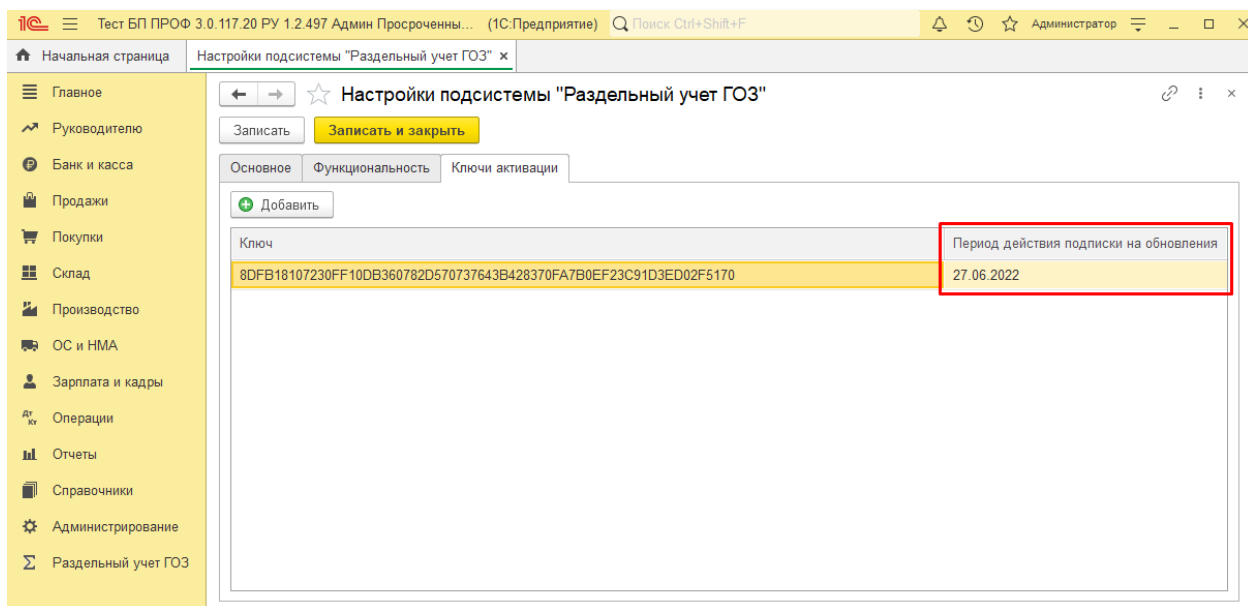 1С Тест БП ПРОФ 3.0.117.20 РУ 1.2.497 Админ Просроченны... (1С:Предприятие) Поиск Ctrl+Shift+F Администратор
Начальная страница Настройки подсистемы "Раздельный учет ГОЗ" ×
Главное
Настройки подсистемы "Раздельный учет ГОЗ"
Руководителю
Записать Записать и закрыть
Банк и касса
Основное Функциональность Ключи активации
Продажи
Добавить
Покупки
Ключ Период действия подписки на обновления
Склад
8DFB18107230FF10DB360782D570737643B428370FA7B0EF23C91D3ED02F5170 27.06.2022
Производство
ОС и НМА
Зарплата и кадры
Дт Кт Операции
Отчеты
Справочники
Администрирование
Раздельный учет ГОЗ